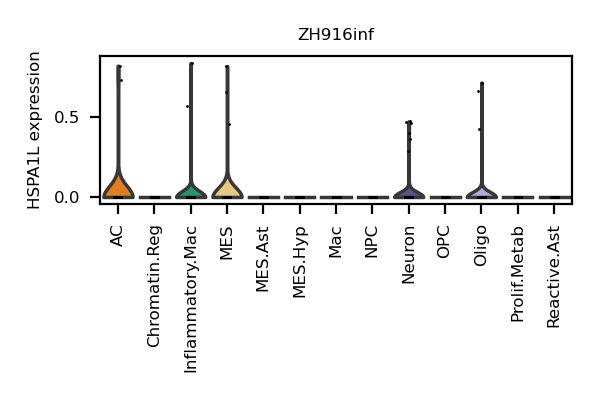 ZH916inf
HSPA1L expression
0.5
0.0
AC
Chromatin.Reg
Inflammatory.Mac
MES
MES.Ast
MES.Hyp
Mac
NPC
Neuron
OPC
Oligo
Prolif.Metab
Reactive.Ast